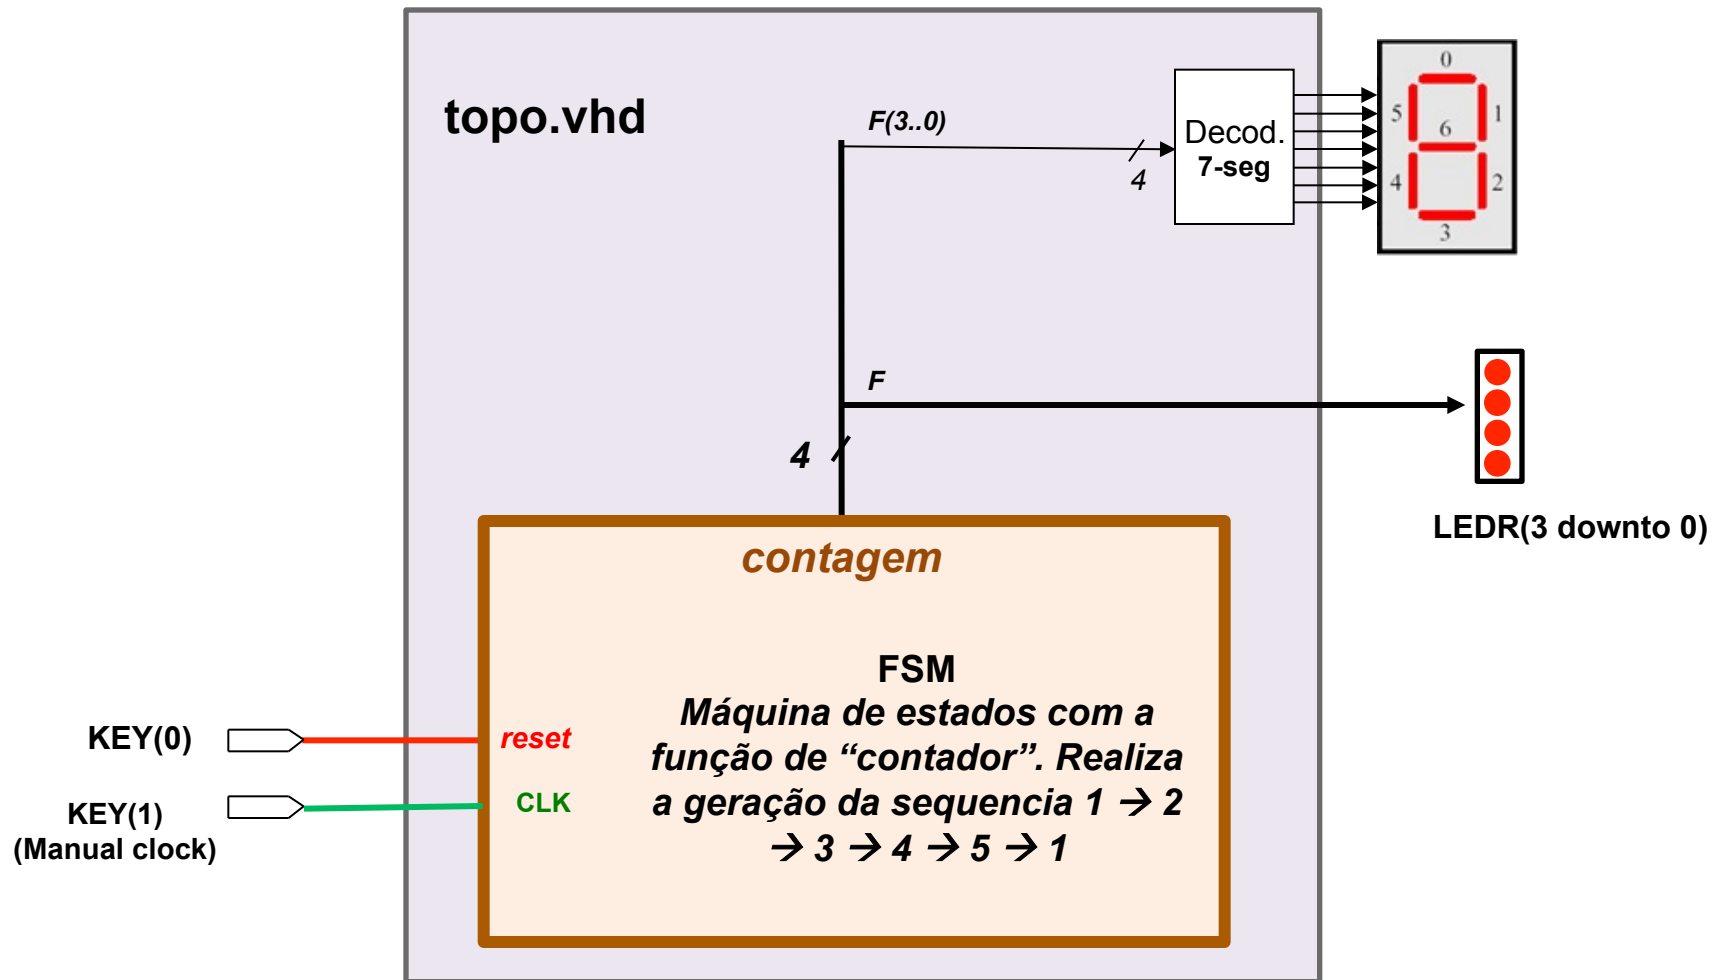 topo.vhd
F(3..0)
4
Decod.
7-seg
0
5
1
6
4
2
3
F
4
LEDR(3 downto 0)
contagem
FSM
Máquina de estados com a
função de “contador”. Realiza
a geração da sequencia 1 → 2
→ 3 → 4 → 5 → 1
KEY(0)
reset
KEY(1)
(Manual clock)
CLK